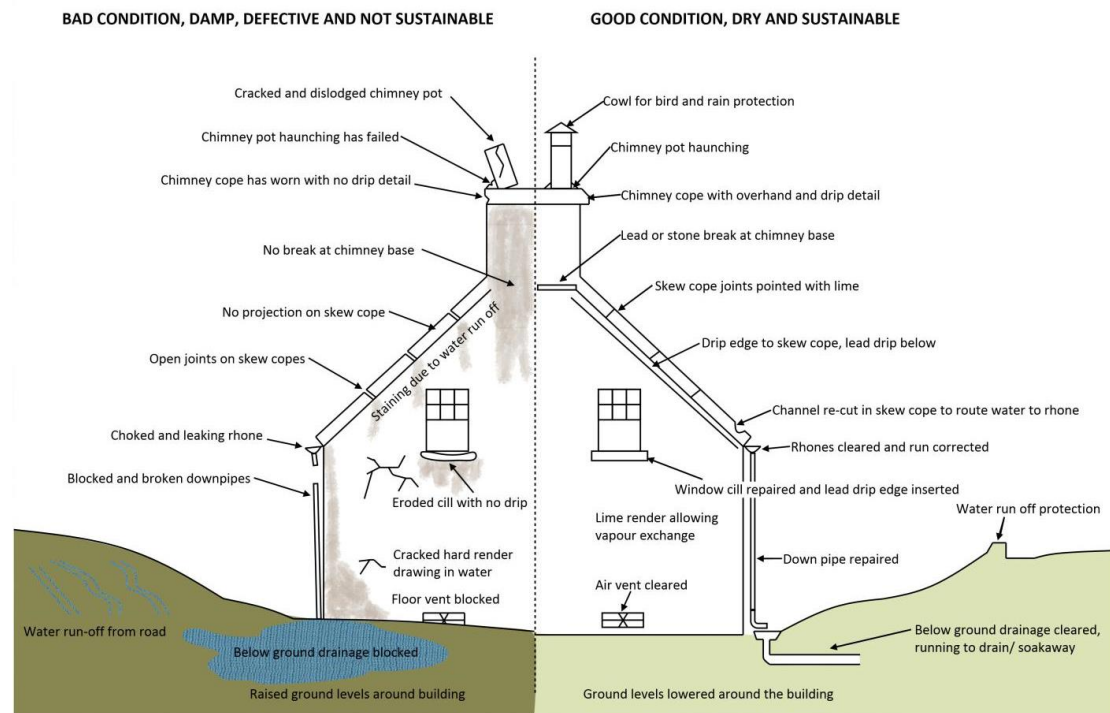 BAD CONDITION, DAMP, DEFECTIVE AND NOT SUSTAINABLE
GOOD CONDITION, DRY AND SUSTAINABLE
Cracked and dislodged chimney pot
Chimney pot haunching has failed
Chimney cope has worn with no drip detail
No break at chimney base
No projection on skew cope
Staining due to water run off
Open joints on skew copes
Choked and leaking rhone
Blocked and broken downpipes
Eroded cill with no drip
Cracked hard render
drawing in water
Floor vent blocked
Water run-off from road
Below ground drainage blocked
Raised ground levels around building
Cowl for bird and rain protection
Chimney pot haunching
Chimney cope with overhand and drip detail
Lead or stone break at chimney base
Skew cope joints pointed with lime
Drip edge to skew cope, lead drip below
Channel re-cut in skew cope to route water to rhone
Rhones cleared and run corrected
Window cill repaired and lead drip edge inserted
Water run off protection
Lime render allowing
vapour exchange
Down pipe repaired
Air vent cleared
Below ground drainage cleared,
running to drain/ soakaway
Ground levels lowered around the building